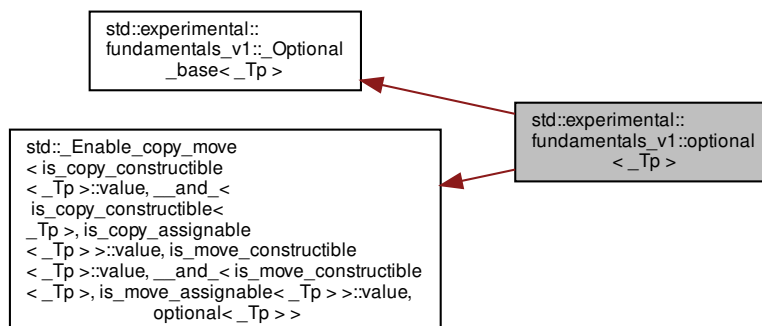 std::experimental::
fundamentals_v1::_Optional
_base< _Tp >
std::experimental::
fundamentals_v1::optional
< _Tp >
std::_Enable_copy_move
< is_copy_constructible
< _Tp >::value, __and_<
is_copy_constructible<
_Tp >, is_copy_assignable
< _Tp > >::value, is_move_constructible
< _Tp >::value, __and_< is_move_constructible
< _Tp >, is_move_assignable< _Tp > >::value,
optional< _Tp > >